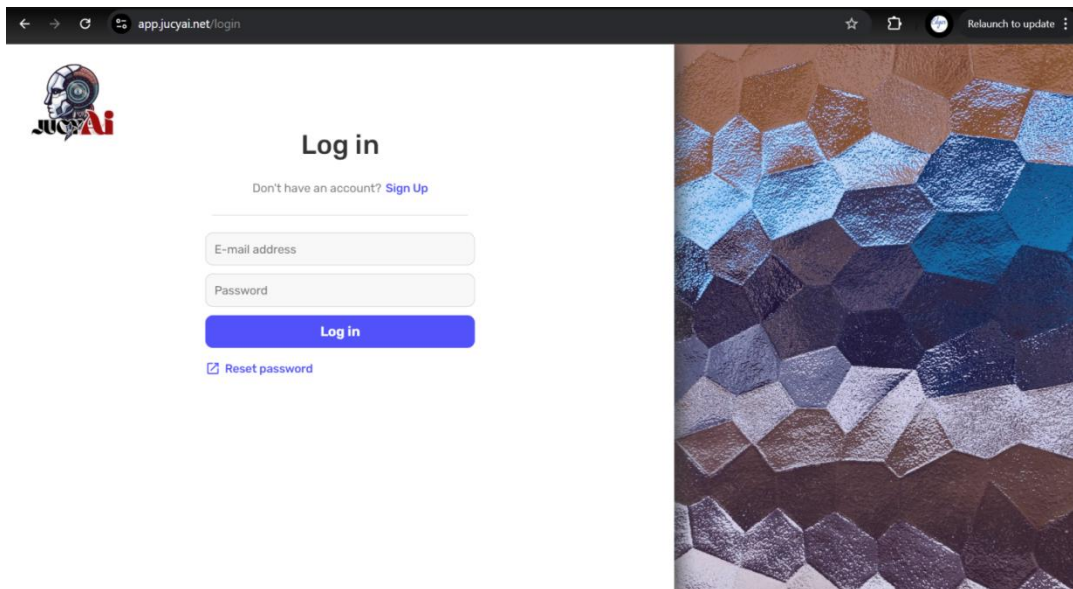 app.jucyai.net/login
Relaunch to update
JUCYAi
Log in
Don't have an account? Sign Up
E-mail address
Password
Log in
Reset password